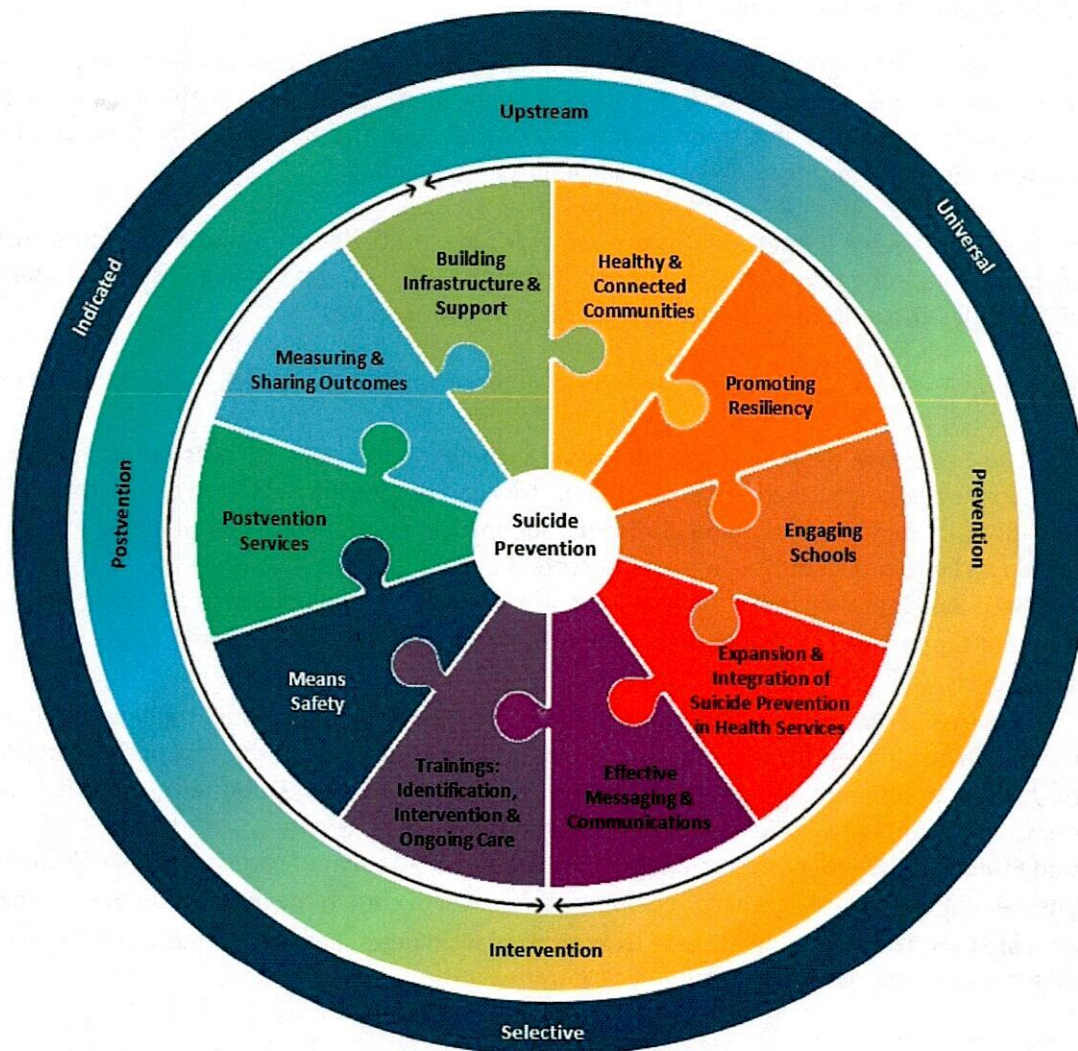 Upstream
Universal
Prevention
Indicated
Postvention
Intervention
Selective
Building
Infrastructure &
Support
Healthy &
Connected
Communities
Promoting
Resiliency
Engaging
Schools
Expansion &
Integration of
Suicide Prevention
in Health Services
Effective
Messaging &
Communications
Trainings:
Identification,
Intervention &
Ongoing Care
Means
Safety
Postvention
Services
Measuring &
Sharing Outcomes
Suicide
Prevention